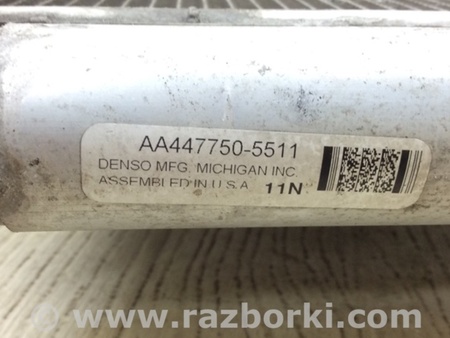 AA447750-5511
DENSO MFG. MICHIGAN INC.
ASSEMBLED IN U.S.A. 11N
www.razborki.com